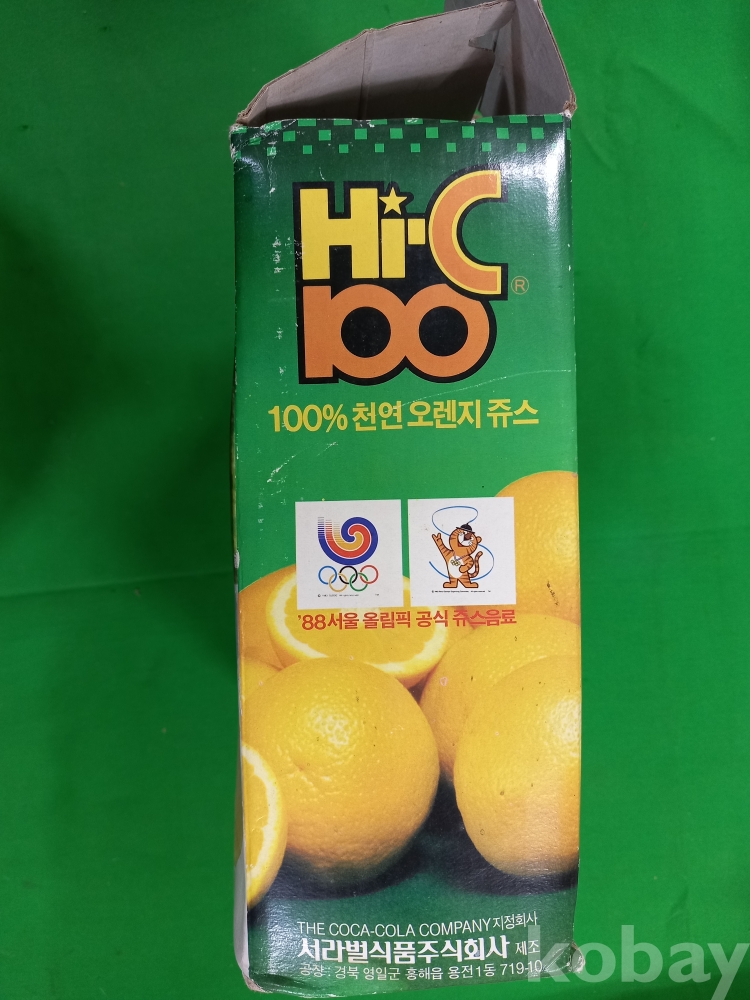 Hi-C
100
®
100% 천연 오렌지 쥬스
'88 서울 올림픽 공식 쥬스음료
THE COCA-COLA COMPANY 지정회사
서라벌식품주식회사 제조
공장: 경북 영일군 흥해읍 용전1동 719-10
kobay